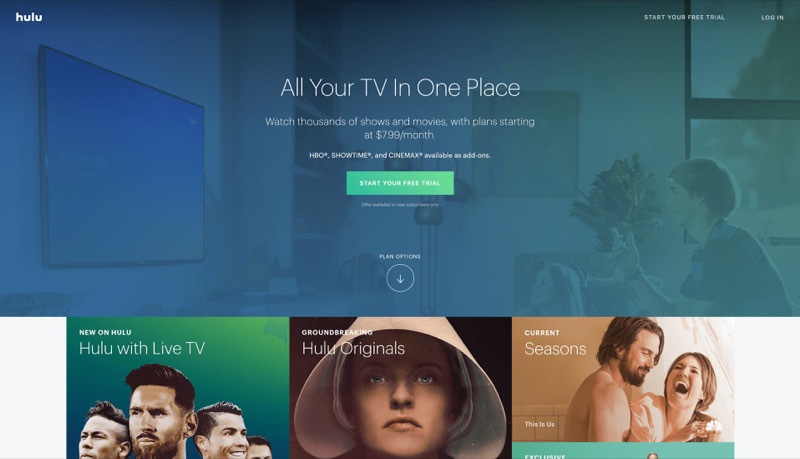 hulu
START YOUR FREE TRIAL
LOG IN
All Your TV In One Place
Watch thousands of shows and movies, with plans starting
at $7.99/month.
HBO®, SHOWTIME®, and CINEMAX® available as add-ons.
START YOUR FREE TRIAL
Offer available to new subscribers only
PLAN OPTIONS
NEW ON HULU
Hulu with Live TV
GROUNDBREAKING
Hulu Originals
CURRENT
Seasons
This Is Us
EXCLUSIVE